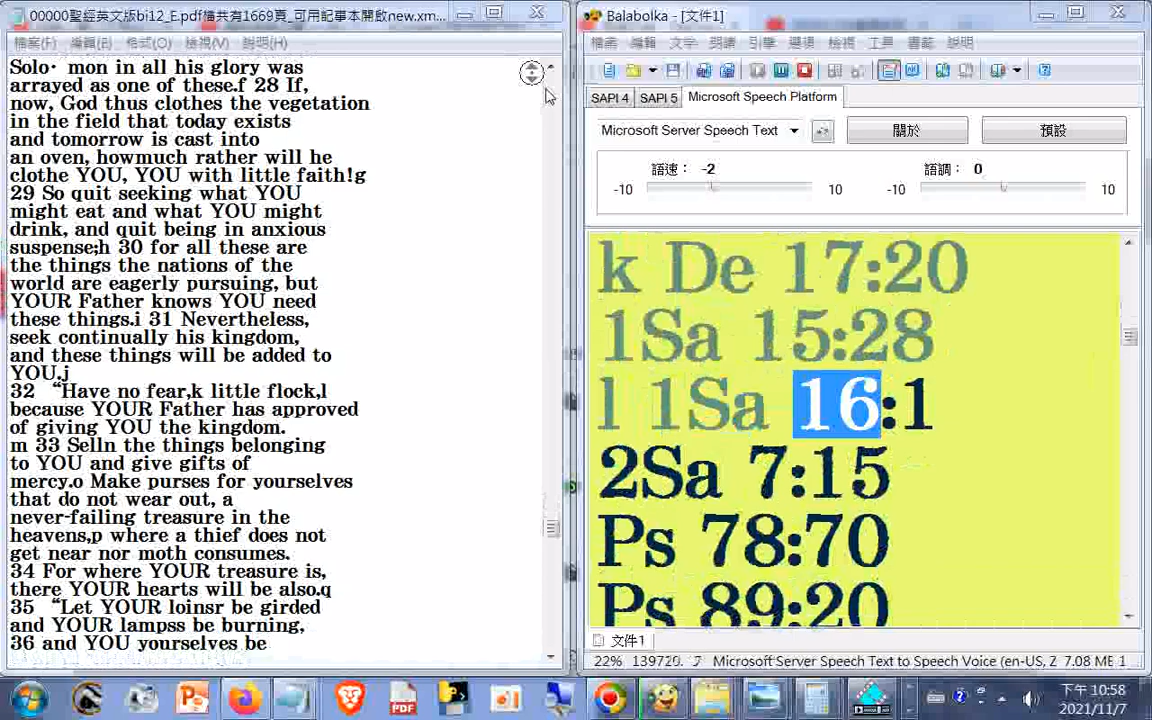 00000聖經英文版bi12_E.pdf檔共有1669頁_可用記事本開啟new.xm...
檔案(F) 編輯(E) 格式(O) 檢視(V) 說明(H)
Solo· mon in all his glory was
arrayed as one of these.f 28 If,
now, God thus clothes the vegetation
in the field that today exists
and tomorrow is cast into
an oven, howmuch rather will he
clothe YOU, YOU with little faith!g
29 So quit seeking what YOU
might eat and what YOU might
drink, and quit being in anxious
suspense;h 30 for all these are
the things the nations of the
world are eagerly pursuing, but
YOUR Father knows YOU need
these things.i 31 Nevertheless,
seek continually his kingdom,
and these things will be added to
YOU.j
32 “Have no fear,k little flock,l
because YOUR Father has approved
of giving YOU the kingdom.
m 33 Selln the things belonging
to YOU and give gifts of
mercy.o Make purses for yourselves
that do not wear out, a
never-failing treasure in the
heavens,p where a thief does not
get near nor moth consumes.
34 For where YOUR treasure is,
there YOUR hearts will be also.q
35 “Let YOUR loinsr be girded
and YOUR lampss be burning,
36 and YOU yourselves be
Balabolka - [文件1]
檔案 編輯 文字 朗讀 引擎 選項 檢視 工具 書籤 說明
SAPI 4 SAPI 5 Microsoft Speech Platform
Microsoft Server Speech Text 關於 預設
語速： -2 語調： 0
-10 10 -10 10
k De 17:20
1Sa 15:28
l 1Sa 16:1
2Sa 7:15
Ps 78:70
Ps 89:20
文件1
22% 139720. Microsoft Server Speech Text to Speech Voice (en-US, Z 7.08 ME 1
PDF
下午 10:58
2021/11/7